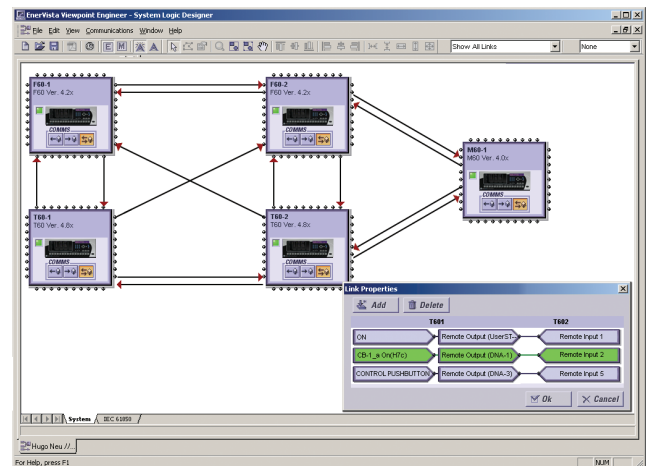 EnerVista Viewpoint Engineer - System Logic Designer
File Edit View Communications Window Help
E M A Show All Links None
F60-1
F60 Ver. 4.2x
COMMS
F60-2
F60 Ver. 4.2x
COMMS
M60-1
M60 Ver. 4.0x
COMMS
T60-1
T60 Ver. 4.8x
COMMS
T60-2
T60 Ver. 4.8x
COMMS
Link Properties
Add Delete
T601 T602
ON Remote Output (UserST-- Remote Input 1
CB-1_a On(H7c) Remote Output (DNA-1) Remote Input 2
CONTROL PUSHBUTTON Remote Output (DNA-3) Remote Input 5
Ok Cancel
System / IEC 61850 /
Hugo Neu //...
For Help, press F1 NUM